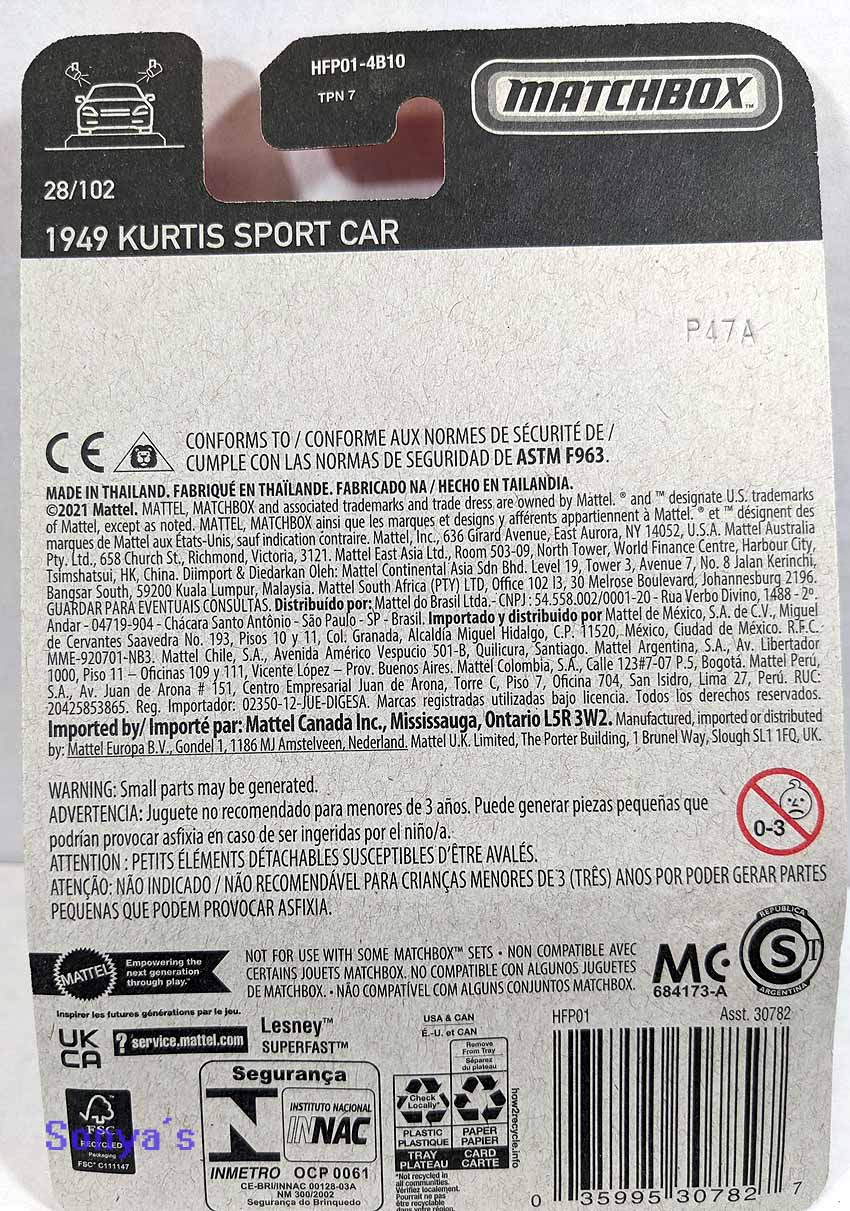 HFP01-4B10
TPN 7
MATCHBOX™
28/102
1949 KURTIS SPORT CAR
P47A
CE
CONFORMS TO / CONFORME AUX NORMES DE SÉCURITÉ DE /
CUMPLE CON LAS NORMAS DE SEGURIDAD DE ASTM F963.
MADE IN THAILAND. FABRIQUÉ EN THAÏLANDE. FABRICADO NA / HECHO EN TAILANDIA.
©2021 Mattel. MATTEL, MATCHBOX and associated trademarks and trade dress are owned by Mattel. ® and ™ designate U.S. trademarks
of Mattel, except as noted. MATTEL, MATCHBOX ainsi que les marques et designs y afférents appartiennent à Mattel. ® et ™ désignent des
marques de Mattel aux États-Unis, sauf indication contraire. Mattel, Inc., 636 Girard Avenue, East Aurora, NY 14052, U.S.A. Mattel Australia
Pty. Ltd., 658 Church St., Richmond, Victoria, 3121. Mattel East Asia Ltd., Room 503-09, North Tower, World Finance Centre, Harbour City,
Tsimshatsui, HK, China. Diimport & Diedarkan Oleh: Mattel Continental Asia Sdn Bhd. Level 19, Tower 3, Avenue 7, No. 8 Jalan Kerinchi,
Bangsar South, 59200 Kuala Lumpur, Malaysia. Mattel South Africa (PTY) LTD, Office 102 I3, 30 Melrose Boulevard, Johannesburg 2196.
GUARDAR PARA EVENTUAIS CONSULTAS. Distribuído por: Mattel do Brasil Ltda.- CNPJ : 54.558.002/0001-20 - Rua Verbo Divino, 1488 - 2º.
Andar - 04719-904 - Chácara Santo Antônio - São Paulo - SP - Brasil. Importado y distribuido por Mattel de México, S.A. de C.V., Miguel
de Cervantes Saavedra No. 193, Pisos 10 y 11, Col. Granada, Alcaldía Miguel Hidalgo, C.P. 11520, México, Ciudad de México. R.F.C.
MME-920701-NB3. Mattel Chile, S.A., Avenida Américo Vespucio 501-B, Quilicura, Santiago. Mattel Argentina, S.A., Av. Libertador
1000, Piso 11 – Oficinas 109 y 111, Vicente López – Prov. Buenos Aires. Mattel Colombia, S.A., Calle 123#7-07 P.5, Bogotá. Mattel Perú,
S.A., Av. Juan de Arona # 151, Centro Empresarial Juan de Arona, Torre C, Piso 7, Oficina 704, San Isidro, Lima 27, Perú. RUC:
20425853865. Reg. Importador: 02350-12-JUE-DIGESA. Marcas registradas utilizadas bajo licencia. Todos los derechos reservados.
Imported by/ Importé par: Mattel Canada Inc., Mississauga, Ontario L5R 3W2. Manufactured, imported or distributed
by: Mattel Europa B.V., Gondel 1, 1186 MJ Amstelveen, Nederland. Mattel U.K. Limited, The Porter Building, 1 Brunel Way, Slough SL1 1FQ, UK.
WARNING: Small parts may be generated.
ADVERTENCIA: Juguete no recomendado para menores de 3 años. Puede generar piezas pequeñas que
podrían provocar asfixia en caso de ser ingeridas por el niño/a.
ATTENTION : PETITS ÉLÉMENTS DÉTACHABLES SUSCEPTIBLES D'ÊTRE AVALÉS.
ATENÇÃO: NÃO INDICADO / NÃO RECOMENDÁVEL PARA CRIANÇAS MENORES DE 3 (TRÊS) ANOS POR PODER GERAR PARTES
PEQUENAS QUE PODEM PROVOCAR ASFIXIA.
0-3
MATTEL
Empowering the
next generation
through play.™
Inspirer les futures générations par le jeu.
NOT FOR USE WITH SOME MATCHBOX™ SETS • NON COMPATIBLE AVEC
CERTAINS JOUETS MATCHBOX. NO COMPATIBLE CON ALGUNOS JUGUETES
DE MATCHBOX. • NÃO COMPATÍVEL COM ALGUNS CONJUNTOS MATCHBOX.
MC
684173-A
REPUBLICA
S T
ARGENTINA
UK
CA
? service.mattel.com
Lesney™
SUPERFAST™
USA & CAN
É.-U. et CAN
HFP01
Asst. 30782
Segurança
INSTITUTO NACIONAL
INNAC
INMETRO OCP 0061
CE-BRI/INNAC 00128-03A
NM 300/2002
Segurança do Brinquedo
Remove
From Tray
Séparez
du plateau
Check
Locally*
PLASTIC
PLASTIQUE
PAPER
PAPIER
TRAY
PLATEAU
CARD
CARTE
*Not recycled in
all communities.
Vérifiez localement.
Pourrait ne pas
être recyclable
dans votre région.
how2recycle.info
FSC
RECYCLED
Packaging
FSC® C111147
Sonya's
0 35995 30782 7